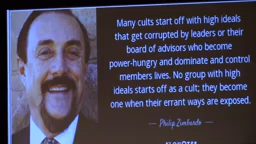 Many cults start off with high ideals
that get corrupted by leaders or their
board of advisors who become
power-hungry and dominate and control
members lives. No group with high
ideals starts off as a cult; they become
one when their errant ways are exposed.
Philip Zimbardo